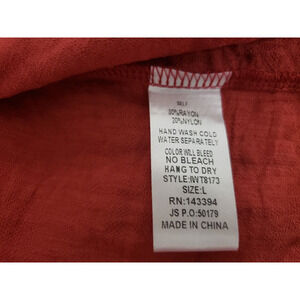 SELF
80%RAYON
20%NYLON
HAND WASH COLD
WATER SEPARATELY
COLOR WILL BLEED
NO BLEACH
HANG TO DRY
STYLE:IWT8173
SIZE:L
RN:143394
JS P.O:50179
MADE IN CHINA